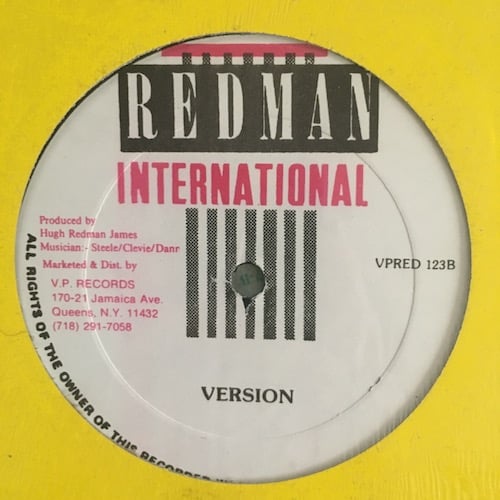 REDMAN
INTERNATIONAL
Produced by
Hugh Redman James
Musician:- Steele/Clevie/Danr
Marketed & Dist. by
V.P. RECORDS
170-21 Jamaica Ave.
Queens, N.Y. 11432
(718) 291-7058
VPRED 123B
VERSION
ALL RIGHTS OF THE OWNER OF THIS RECORDED